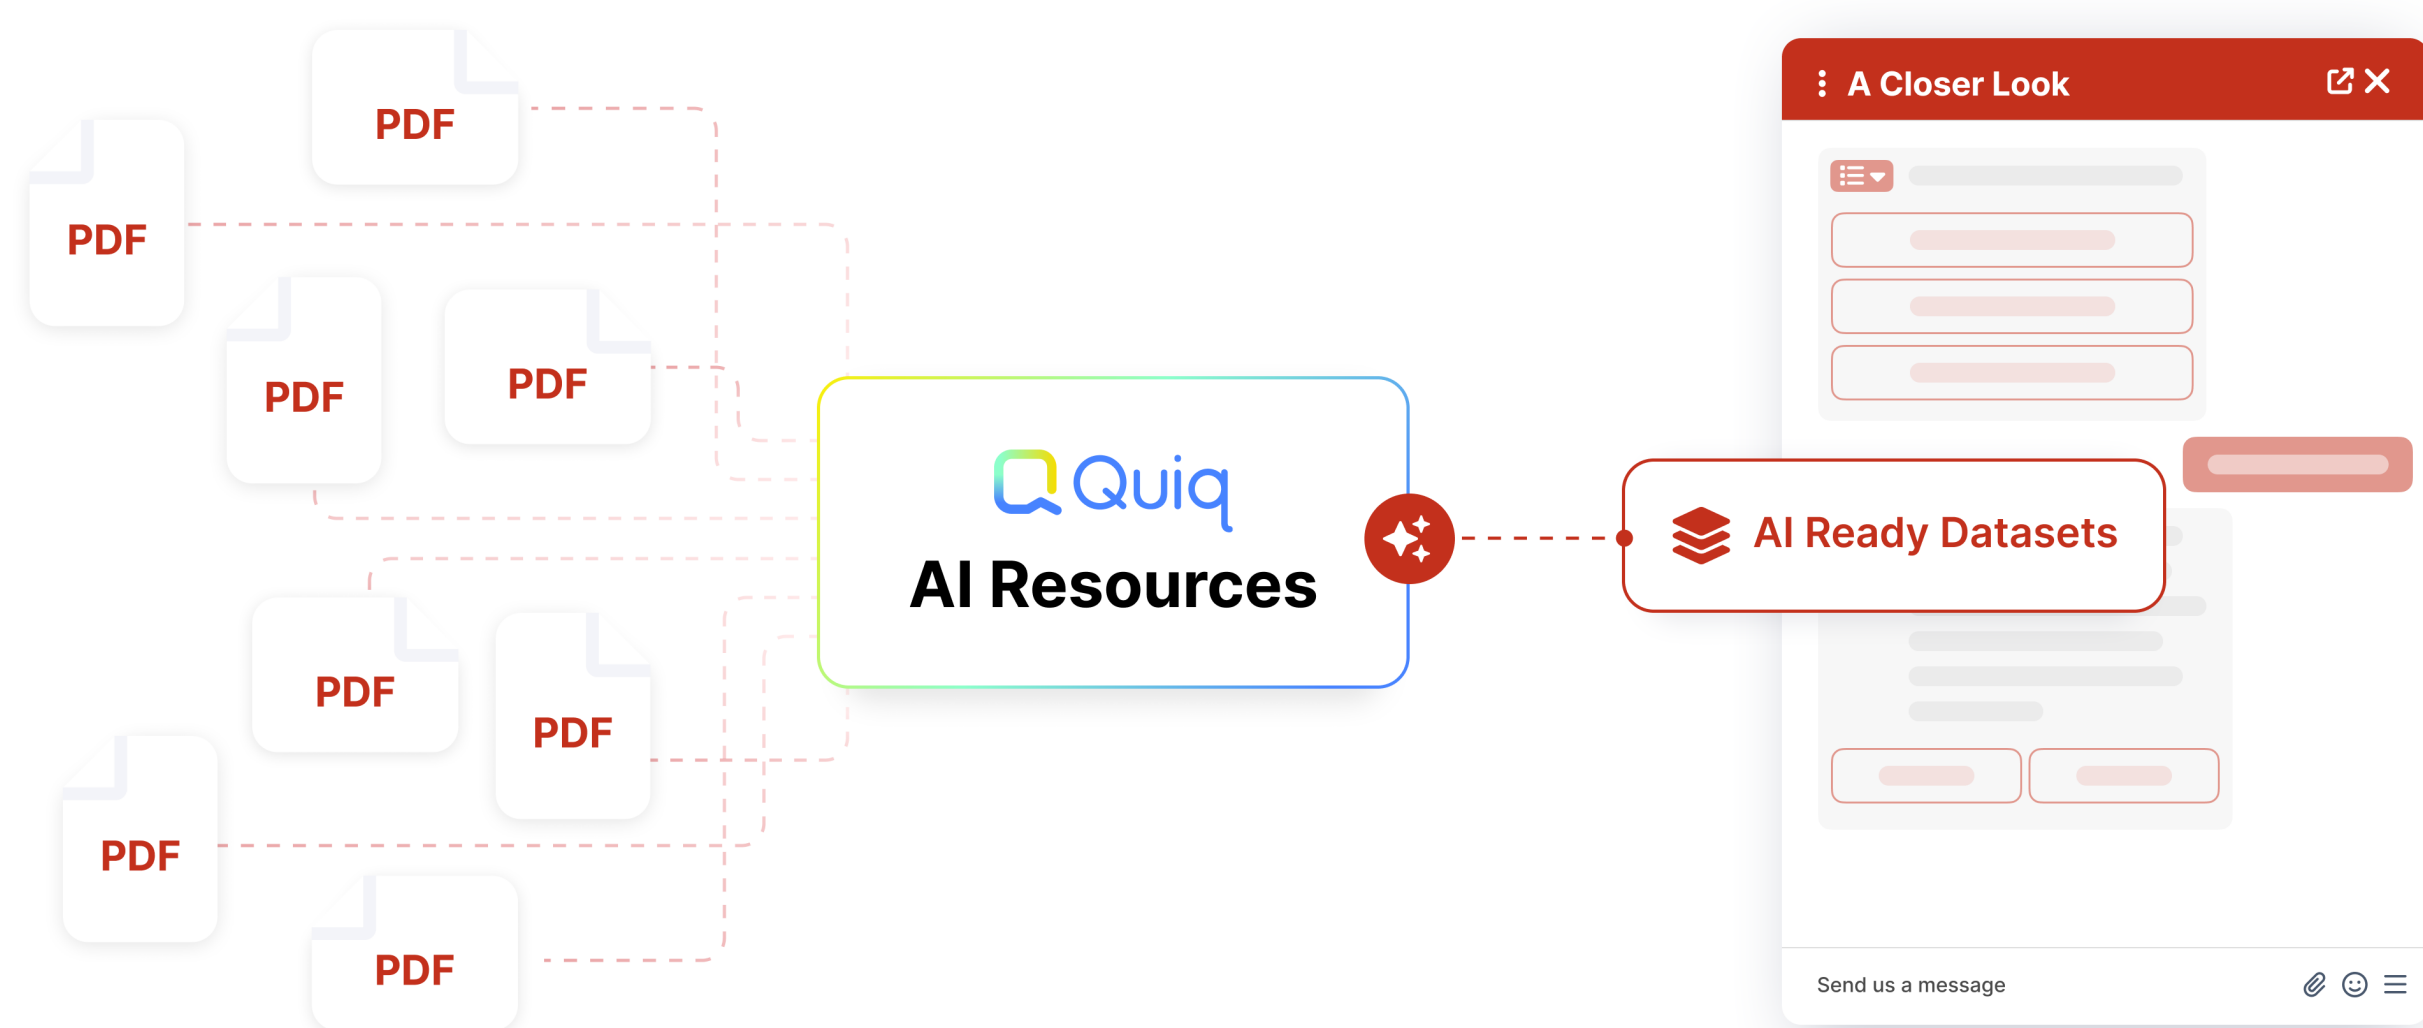 PDF
PDF
PDF
PDF
PDF
PDF
PDF
PDF
Quiq
AI Resources
AI Ready Datasets
A Closer Look
Send us a message